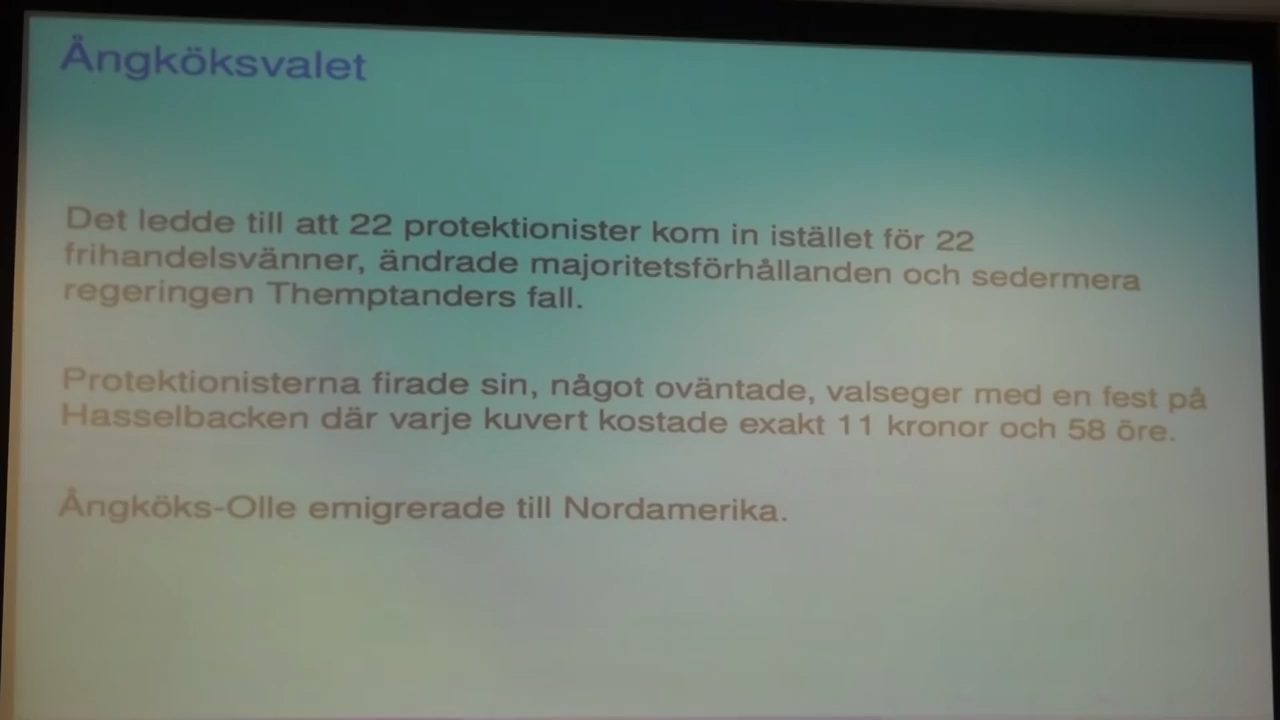 Ångköksvalet
Det ledde till att 22 protektionister kom in istället för 22
frihandelsvänner, ändrade majoritetsförhållanden och sedermera
regeringen Themptanders fall.
Protektionisterna firade sin, något oväntade, valseger med en fest på
Hasselbacken där varje kuvert kostade exakt 11 kronor och 58 öre.
Ångköks-Olle emigrerade till Nordamerika.